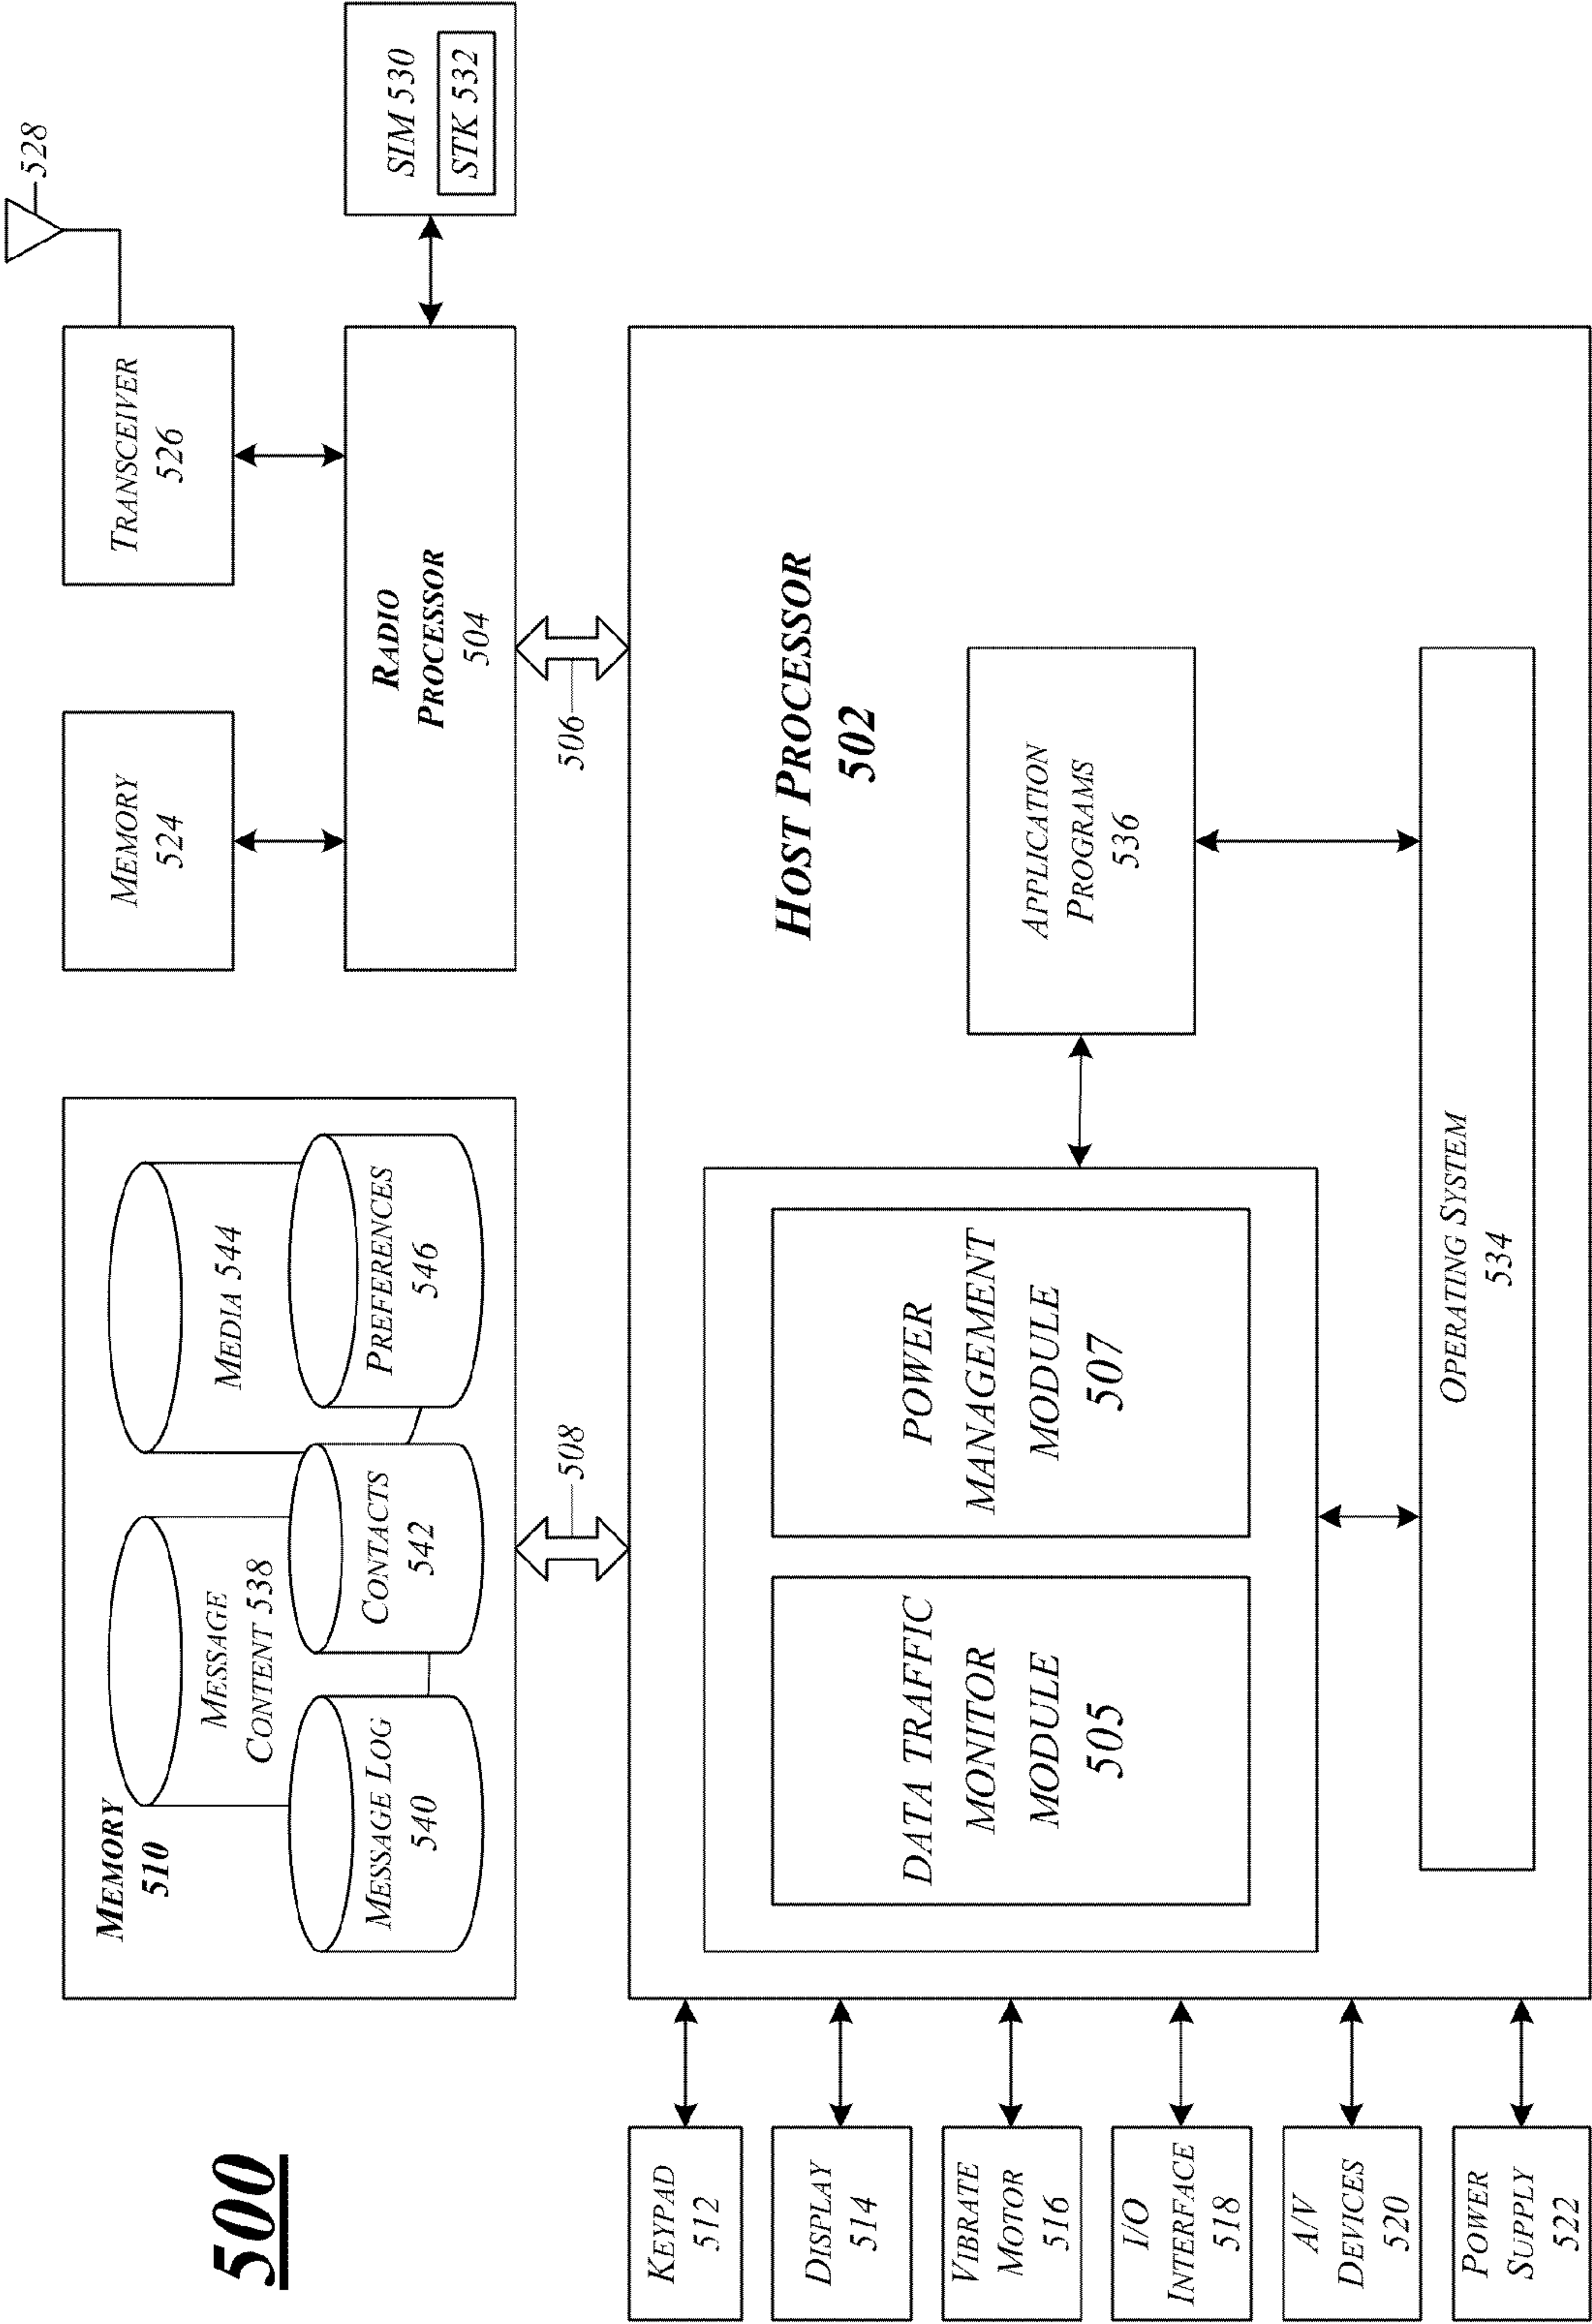 500
MEMORY
510
MESSAGE
CONTENT 538
MEDIA 544
MESSAGE LOG
540
CONTACTS
542
PREFERENCES
546
MEMORY
524
TRANSCEIVER
526
528
RADIO
PROCESSOR
504
SIM 530
STK 532
508
506
KEYPAD
512
DISPLAY
514
VIBRATE
MOTOR
516
I/O
INTERFACE
518
A/V
DEVICES
520
POWER
SUPPLY
522
HOST PROCESSOR
502
DATA TRAFFIC
MONITOR
MODULE
505
POWER
MANAGEMENT
MODULE
507
APPLICATION
PROGRAMS
536
OPERATING SYSTEM
534